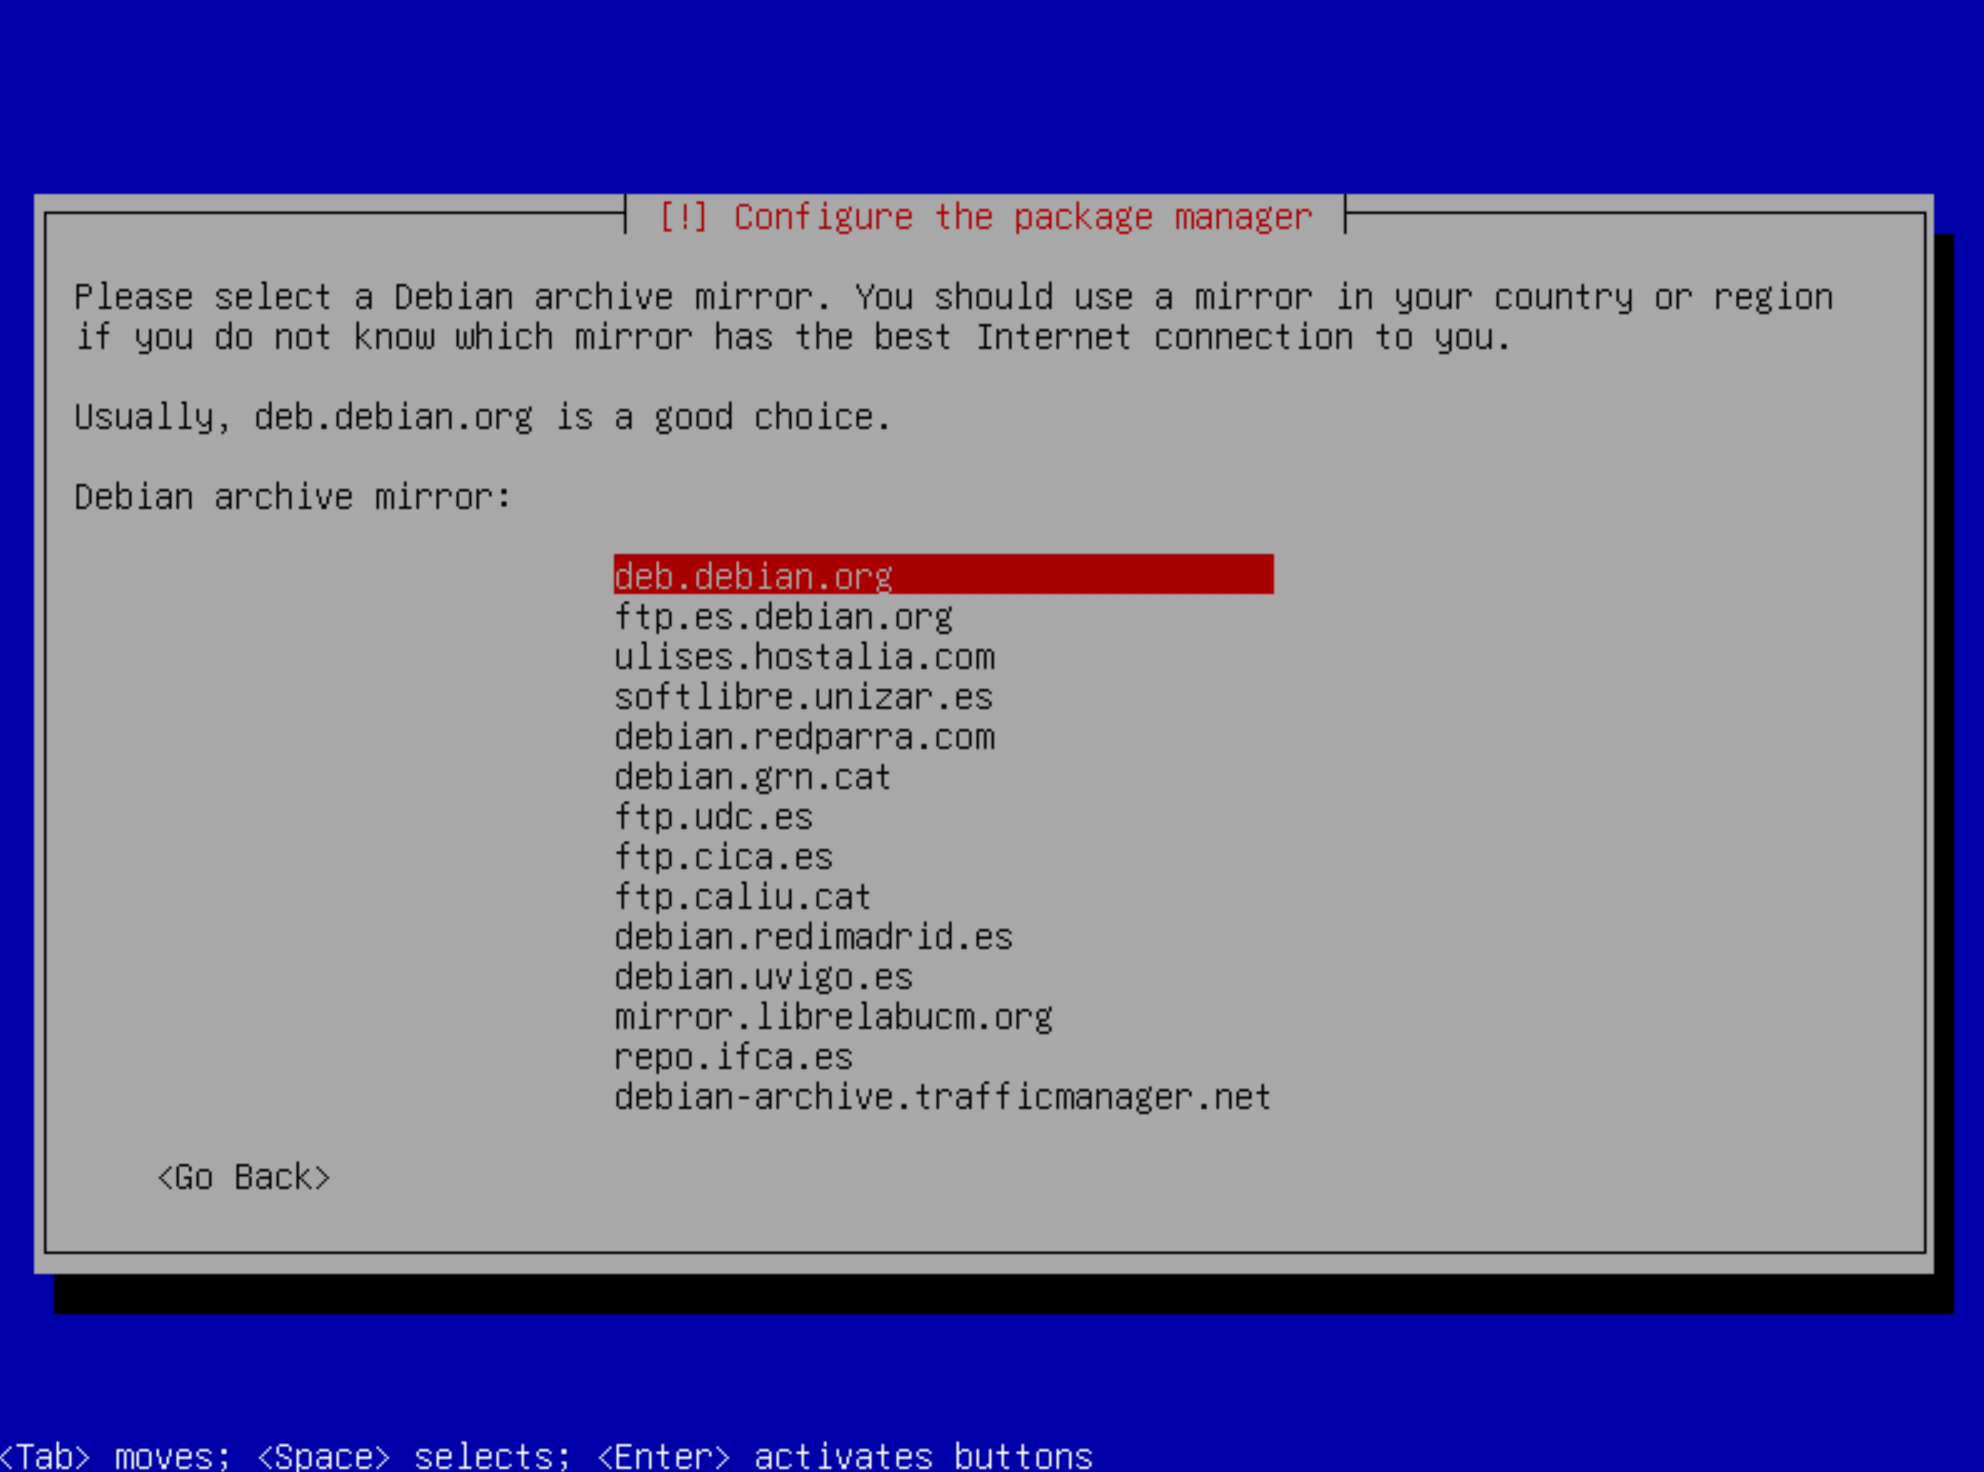 [!] Configure the package manager
Please select a Debian archive mirror. You should use a mirror in your country or region
if you do not know which mirror has the best Internet connection to you.
Usually, deb.debian.org is a good choice.
Debian archive mirror:
deb.debian.org
ftp.es.debian.org
ulises.hostalia.com
softlibre.unizar.es
debian.redparra.com
debian.grn.cat
ftp.udc.es
ftp.cica.es
ftp.caliu.cat
debian.redimadrid.es
debian.uvigo.es
mirror.librelabucm.org
repo.ifca.es
debian-archive.trafficmanager.net
<Go Back>
<Tab> moves; <Space> selects; <Enter> activates buttons